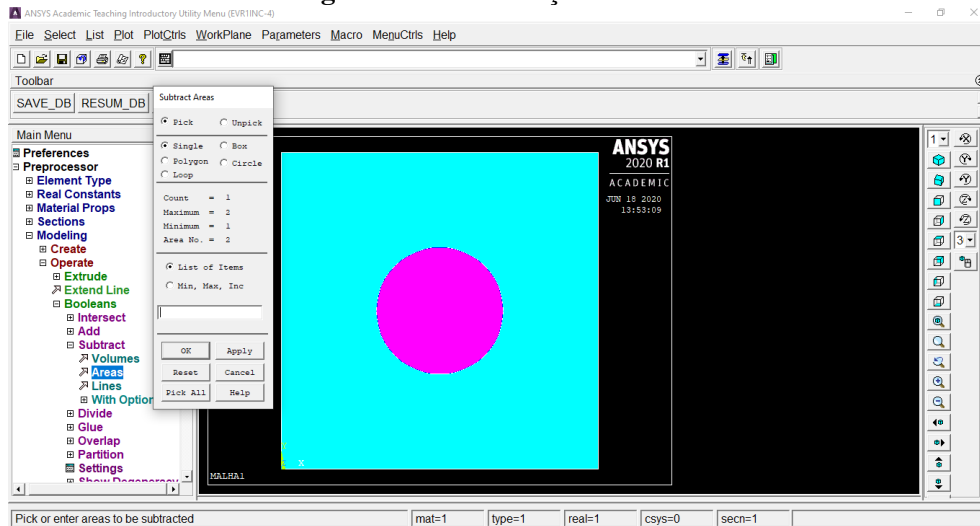 ANSYS Academic Teaching Introductory Utility Menu (EVR1INC-4)
File Select List Plot PlotCtrls WorkPlane Parameters Macro MenuCtrls Help
Toolbar
SAVE_DB RESUM_DB
Main Menu
Preferences
Preprocessor
Element Type
Real Constants
Material Props
Sections
Modeling
Create
Operate
Extrude
Extend Line
Booleans
Intersect
Add
Subtract
Volumes
Areas
Lines
With Option
Divide
Glue
Overlap
Partition
Settings
Subtract Areas
Pick Unpick
Single Box
Polygon Circle
Loop
Count = 1
Maximum = 2
Minimum = 1
Area No. = 2
List of Items
Min, Max, Inc
OK Apply
Reset Cancel
Pick All Help
ANSYS
2020 R1
ACADEMIC
JUN 18 2020
13:53:09
Y
X
MALHA1
1
3
Pick or enter areas to be subtracted
mat=1 type=1 real=1 csys=0 secn=1